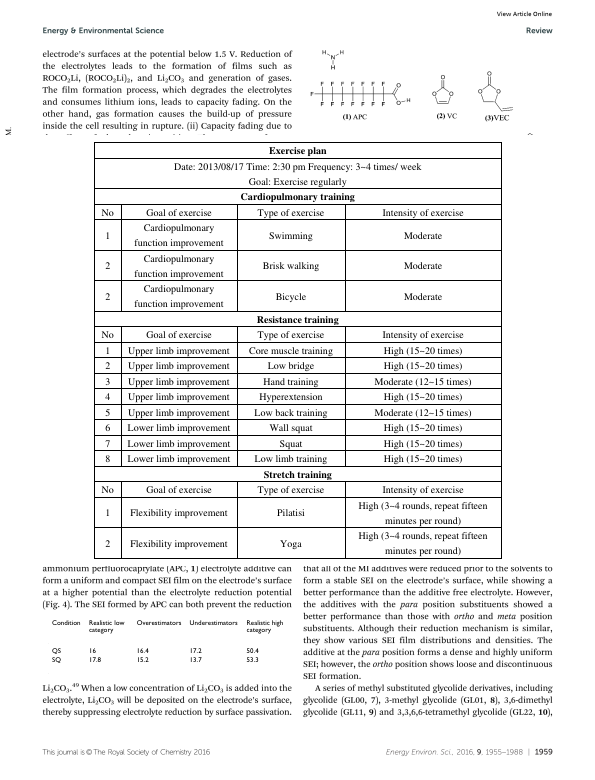 View Article Online
Energy & Environmental Science
Review
electrode's surfaces at the potential below 1.5 V. Reduction of
the electrolytes leads to the formation of films such as
ROCO₂Li, (ROCO₂Li)₂, and Li₂CO₃ and generation of gases.
The film formation process, which degrades the electrolytes
and consumes lithium ions, leads to capacity fading. On the
other hand, gas formation causes the build-up of pressure
inside the cell resulting in rupture. (ii) Capacity fading due to
H N H
H
F F F F F F F O
F
F F F F F F F O-H
(1) APC
O
O O
(2) VC
O
O O
(3)VEC
M.
Exercise plan
Date: 2013/08/17 Time: 2:30 pm Frequency: 3~4 times/ week
Goal: Exercise regularly
Cardiopulmonary training
No Goal of exercise Type of exercise Intensity of exercise
1 Cardiopulmonary function improvement Swimming Moderate
2 Cardiopulmonary function improvement Brisk walking Moderate
2 Cardiopulmonary function improvement Bicycle Moderate
Resistance training
No Goal of exercise Type of exercise Intensity of exercise
1 Upper limb improvement Core muscle training High (15~20 times)
2 Upper limb improvement Low bridge High (15~20 times)
3 Upper limb improvement Hand training Moderate (12~15 times)
4 Upper limb improvement Hyperextension High (15~20 times)
5 Upper limb improvement Low back training Moderate (12~15 times)
6 Lower limb improvement Wall squat High (15~20 times)
7 Lower limb improvement Squat High (15~20 times)
8 Lower limb improvement Low limb training High (15~20 times)
Stretch training
No Goal of exercise Type of exercise Intensity of exercise
1 Flexibility improvement Pilatisi High (3~4 rounds, repeat fifteen minutes per round)
2 Flexibility improvement Yoga High (3~4 rounds, repeat fifteen minutes per round)
ammonium perfluorocaprylate (APC, 1) electrolyte additive can
form a uniform and compact SEI film on the electrode's surface
at a higher potential than the electrolyte reduction potential
(Fig. 4). The SEI formed by APC can both prevent the reduction
Condition Realistic low category Overestimators Understimators Realistic high category
QS 16 16.4 17.2 50.4
SQ 17.8 15.2 13.7 53.3
Li₂CO₃.⁴⁹ When a low concentration of Li₂CO₃ is added into the
electrolyte, Li₂CO₃ will be deposited on the electrode's surface,
thereby suppressing electrolyte reduction by surface passivation.
that all of the MI additives were reduced prior to the solvents to
form a stable SEI on the electrode's surface, while showing a
better performance than the additive free electrolyte. However,
the additives with the para position substituents showed a
better performance than those with ortho and meta position
substituents. Although their reduction mechanism is similar,
they show various SEI film distributions and densities. The
additive at the para position forms a dense and highly uniform
SEI; however, the ortho position shows loose and discontinuous
SEI formation.
A series of methyl substituted glycolide derivatives, including
glycolide (GL00, 7), 3-methyl glycolide (GL01, 8), 3,6-dimethyl
glycolide (GL11, 9) and 3,3,6,6-tetramethyl glycolide (GL22, 10),
This journal is © The Royal Society of Chemistry 2016
Energy Environ. Sci., 2016, 9, 1955–1988 | 1959